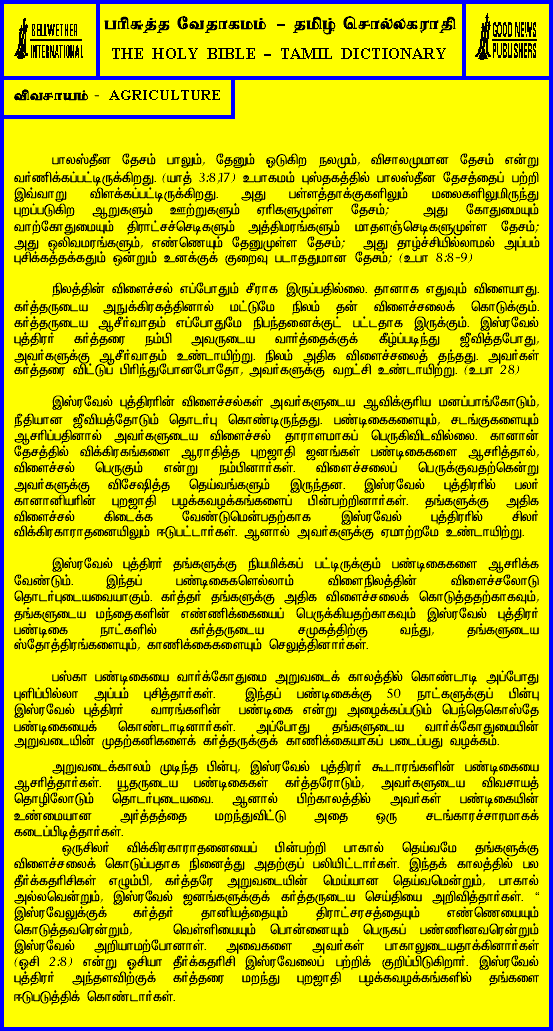 BELLWETHER
INTERNATIONAL
பரிசுத்த வேதாகமம் – தமிழ் சொல்லகராதி
THE HOLY BIBLE – TAMIL DICTIONARY
GOOD NEWS
PUBLISHERS
விவசாயம் - AGRICULTURE
பாலஸ்தீன தேசம் பாலும், தேனும் ஓடுகிற நலமும், விசாலமுமான தேசம் என்று
வர்ணிக்கப்பட்டிருக்கிறது. (யாத் 3:8,17) உபாகமம் புஸ்தகத்தில் பாலஸ்தீன தேசத்தைப் பற்றி
இவ்வாறு விளக்கப்பட்டிருக்கிறது. அது பள்ளத்தாக்குகளிலும் மலைகளிலுமிருந்து
புறப்படுகிற ஆறுகளும் ஊற்றுகளும் ஏரிகளுமுள்ள தேசம்; அது கோதுமையும்
வாற்கோதுமையும் திராட்சச்செடிகளும் அத்திமரங்களும் மாதளஞ்செடிகளுமுள்ள தேசம்;
அது ஒலிவமரங்களும், எண்ணெயும் தேனுமுள்ள தேசம்; அது தாழ்ச்சியில்லாமல் அப்பம்
புசிக்கத்தக்கதும் ஒன்றும் உனக்குக் குறைவு படாததுமான தேசம்; (உபா 8:8-9)
நிலத்தின் விளைச்சல் எப்போதும் சீராக இருப்பதில்லை. தானாக எதுவும் விளையாது.
கர்த்தருடைய அநுக்கிரகத்தினால் மட்டுமே நிலம் தன் விளைச்சலைக் கொடுக்கும்.
கர்த்தருடைய ஆசீர்வாதம் எப்போதுமே நிபந்தனைக்குட் பட்டதாக இருக்கும். இஸ்ரவேல்
புத்திரர் கர்த்தரை நம்பி அவருடைய வார்த்தைக்குக் கீழ்ப்படிந்து ஜீவித்தபோது,
அவர்களுக்கு ஆசீர்வாதம் உண்டாயிற்று. நிலம் அதிக விளைச்சலைத் தந்தது. அவர்கள்
கர்த்தரை விட்டுப் பிரிந்துபோனபோதோ, அவர்களுக்கு வறட்சி உண்டாயிற்று. (உபா 28)
இஸ்ரவேல் புத்திரரின் விளைச்சல்கள் அவர்களுடைய ஆவிக்குரிய மனப்பாங்கோடும்,
நீதியான ஜீவியத்தோடும் தொடர்பு கொண்டிருந்தது. பண்டிகைகளையும், சடங்குகளையும்
ஆசரிப்பதினால் அவர்களுடைய விளைச்சல் தாராளமாகப் பெருகிவிடவில்லை. கானான்
தேசத்தில் விக்கிரகங்களை ஆராதித்த புறஜாதி ஜனங்கள் பண்டிகைகளை ஆசரித்தால்,
விளைச்சல் பெருகும் என்று நம்பினார்கள். விளைச்சலைப் பெருக்குவதற்கென்று
அவர்களுக்கு விசேஷித்த தெய்வங்களும் இருந்தன. இஸ்ரவேல் புத்திரரில் பலர்
கானானியரின் புறஜாதி பழக்கவழக்கங்களைப் பின்பற்றினார்கள். தங்களுக்கு அதிக
விளைச்சல் கிடைக்க வேண்டுமென்பதற்காக இஸ்ரவேல் புத்திரரில் சிலர்
விக்கிரகாராதனையிலும் ஈடுபட்டார்கள். ஆனால் அவர்களுக்கு ஏமாற்றமே உண்டாயிற்று.
இஸ்ரவேல் புத்திரர் தங்களுக்கு நியமிக்கப் பட்டிருக்கும் பண்டிகைகளை ஆசரிக்க
வேண்டும். இந்தப் பண்டிகைகளெல்லாம் விளைநிலத்தின் விளைச்சலோடு
தொடர்புடையவையாகும். கர்த்தர் தங்களுக்கு அதிக விளைச்சலைக் கொடுத்ததற்காகவும்,
தங்களுடைய மந்தைகளின் எண்ணிக்கையைப் பெருக்கியதற்காகவும் இஸ்ரவேல் புத்திரர்
பண்டிகை நாட்களில் கர்த்தருடைய சமுகத்திற்கு வந்து, தங்களுடைய
ஸ்தோத்திரங்களையும், காணிக்கைகளையும் செலுத்தினார்கள்.
பஸ்கா பண்டிகையை வார்க்கோதுமை அறுவடைக் காலத்தில் கொண்டாடி அப்போது
புளிப்பில்லா அப்பம் புசித்தார்கள். இந்தப் பண்டிகைக்கு 50 நாட்களுக்குப் பின்பு
இஸ்ரவேல் புத்திரர் வாரங்களின் பண்டிகை என்று அழைக்கப்படும் பெந்தெகொஸ்தே
பண்டிகையைக் கொண்டாடினார்கள். அப்போது தங்களுடைய வார்க்கோதுமையின்
அறுவடையின் முதற்கனிகளைக் கர்த்தருக்குக் காணிக்கையாகப் படைப்பது வழக்கம்.
அறுவடைக்காலம் முடிந்த பின்பு, இஸ்ரவேல் புத்திரர் கூடாரங்களின் பண்டிகையை
ஆசரித்தார்கள். யூதருடைய பண்டிகைகள் கர்த்தரோடும், அவர்களுடைய விவசாயத்
தொழிலோடும் தொடர்புடையவை. ஆனால் பிற்காலத்தில் அவர்கள் பண்டிகையின்
உண்மையான அர்த்தத்தை மறந்துவிட்டு அதை ஒரு சடங்காரச்சாரமாகக்
கடைப்பிடித்தார்கள்.
ஒருசிலர் விக்கிரகாராதனையைப் பின்பற்றி பாகால் தெய்வமே தங்களுக்கு
விளைச்சலைக் கொடுப்பதாக நினைத்து அதற்குப் பலியிட்டார்கள். இந்தக் காலத்தில் பல
தீர்க்கதரிசிகள் எழும்பி, கர்த்தரே அறுவடையின் மெய்யான தெய்வமென்றும், பாகால்
அல்லவென்றும், இஸ்ரவேல் ஜனங்களுக்குக் கர்த்தருடைய செய்தியை அறிவித்தார்கள். "
இஸ்ரவேலுக்குக் கர்த்தர் தானியத்தையும் திராட்சரசத்தையும் எண்ணெயையும்
கொடுத்தவரென்றும், வெள்ளியையும் பொன்னையும் பெருகப் பண்ணினவரென்றும்
இஸ்ரவேல் அறியாமற்போனாள். அவைகளை அவர்கள் பாகாலுடையதாக்கினார்கள்
(ஓசி 2:8) என்று ஓசியா தீர்க்கதரிசி இஸ்ரவேலைப் பற்றிக் குறிப்பிடுகிறார். இஸ்ரவேல்
புத்திரர் அந்தளவிற்குக் கர்த்தரை மறந்து புறஜாதி பழக்கவழக்கங்களில் தங்களை
ஈடுபடுத்திக் கொண்டார்கள்.